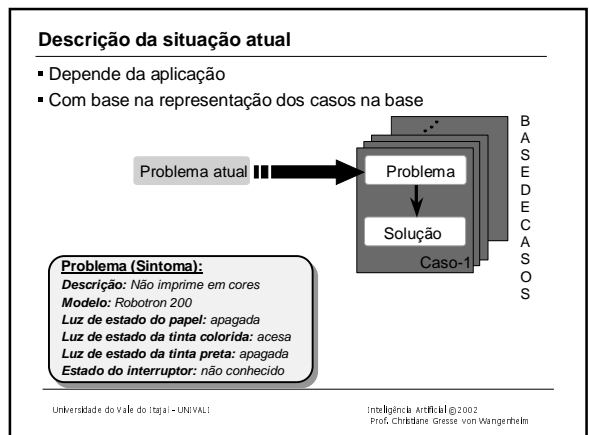 Descrição da situação atual
▪ Depende da aplicação
▪ Com base na representação dos casos na base
Problema atual
Problema
Solução
Caso-1
BASE DE CASOS
Problema (Sintoma):
Descrição: Não imprime em cores
Modelo: Robotron 200
Luz de estado do papel: apagada
Luz de estado da tinta colorida: acesa
Luz de estado da tinta preta: apagada
Estado do interruptor: não conhecido
Universidade do Vale do Itajaí - UNIVALI
Inteligência Artificial @2002
Prof. Christiane Gresse von Wangenheim